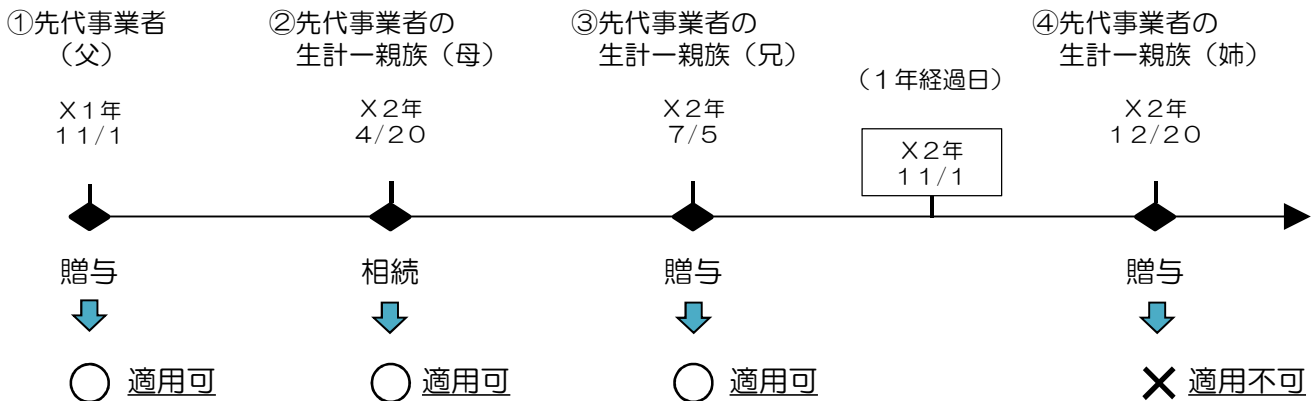 ①先代事業者
（父）
②先代事業者の
生計一親族（母）
③先代事業者の
生計一親族（兄）
④先代事業者の
生計一親族（姉）
（１年経過日）
Ｘ１年
１１/１
Ｘ２年
４/２０
Ｘ２年
７/５
Ｘ２年
１１/１
Ｘ２年
１２/２０
贈与
相続
贈与
贈与
○ 適用可
○ 適用可
○ 適用可
× 適用不可